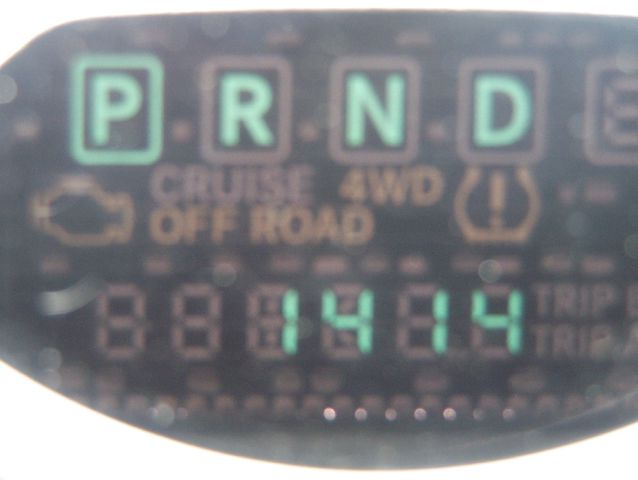 P R N D
CRUISE 4WD
OFF ROAD
1414 TRIP
TRIP A